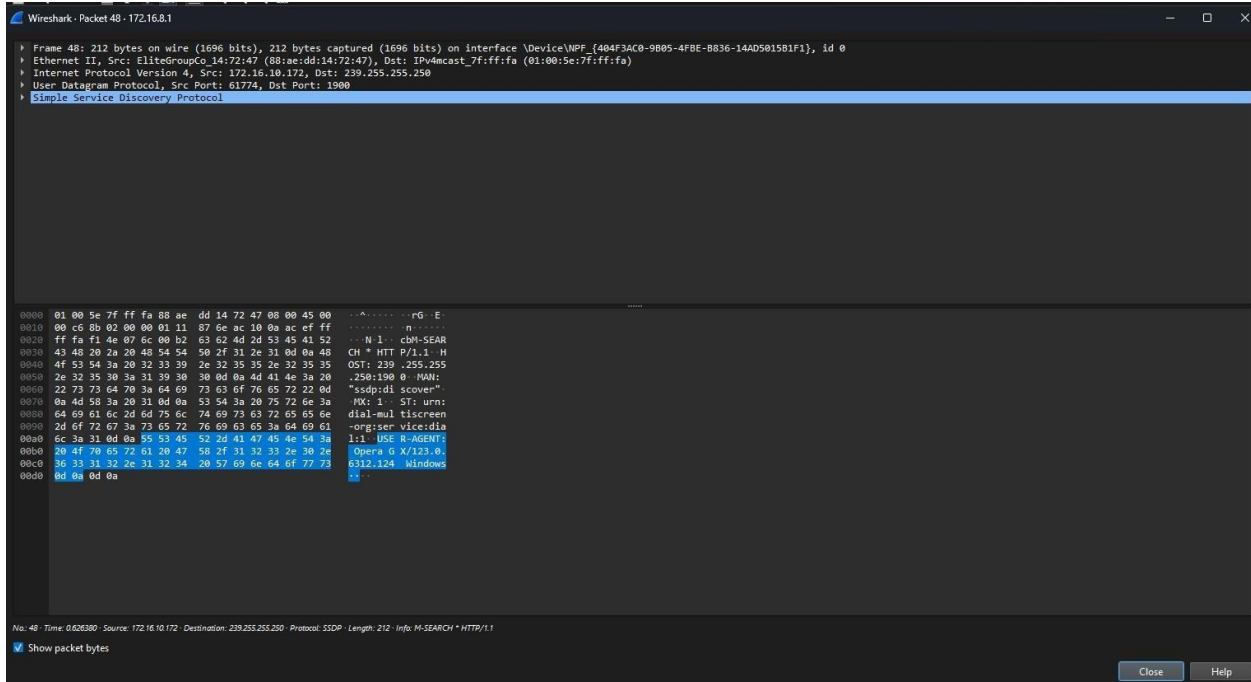 Wireshark · Packet 48 · 172.16.8.1
Frame 48: 212 bytes on wire (1696 bits), 212 bytes captured (1696 bits) on interface \Device\NPF_{404F3AC0-9B05-4FBE-B836-14AD5015B1F1}, id 0
Ethernet II, Src: EliteGroupCo_14:72:47 (88:ae:dd:14:72:47), Dst: IPv4mcast_7f:ff:fa (01:00:5e:7f:ff:fa)
Internet Protocol Version 4, Src: 172.16.10.172, Dst: 239.255.255.250
User Datagram Protocol, Src Port: 61774, Dst Port: 1900
Simple Service Discovery Protocol
0000 01 00 5e 7f ff fa 88 ae dd 14 72 47 08 00 45 00 ··^····· ··rG··E·
0010 00 c6 8b 02 00 00 01 11 87 6e ac 10 0a ac ef ff ········ ·n······
0020 ff fa f1 4e 07 6c 00 b2 63 62 4d 2d 53 45 41 52 ···N·l·· cbM-SEAR
0030 43 48 20 2a 20 48 54 54 50 2f 31 2e 31 0d 0a 48 CH * HTT P/1.1··H
0040 4f 53 54 3a 20 32 33 39 2e 32 35 35 2e 32 35 35 OST: 239 .255.255
0050 2e 32 35 30 3a 31 39 30 30 0d 0a 4d 41 4e 3a 20 .250:190 0··MAN:
0060 22 73 73 64 70 3a 64 69 73 63 6f 76 65 72 22 0d "ssdp:di scover"·
0070 0a 4d 58 3a 20 31 0d 0a 53 54 3a 20 75 72 6e 3a ·MX: 1·· ST: urn:
0080 64 69 61 6c 2d 6d 75 6c 74 69 73 63 72 65 65 6e dial-mul tiscreen
0090 2d 6f 72 67 3a 73 65 72 76 69 63 65 3a 64 69 61 -org:ser vice:dia
00a0 6c 3a 31 0d 0a 55 53 45 52 2d 41 47 45 4e 54 3a l:1··USE R-AGENT:
00b0 20 4f 70 65 72 61 20 47 58 2f 31 32 33 2e 30 2e Opera G X/123.0.
00c0 36 33 31 32 2e 31 32 34 20 57 69 6e 64 6f 77 73 6312.124 Windows
00d0 0d 0a 0d 0a ····
No.: 48 · Time: 0.626380 · Source: 172.16.10.172 · Destination: 239.255.255.250 · Protocol: SSDP · Length: 212 · Info: M-SEARCH * HTTP/1.1
Show packet bytes
Close
Help